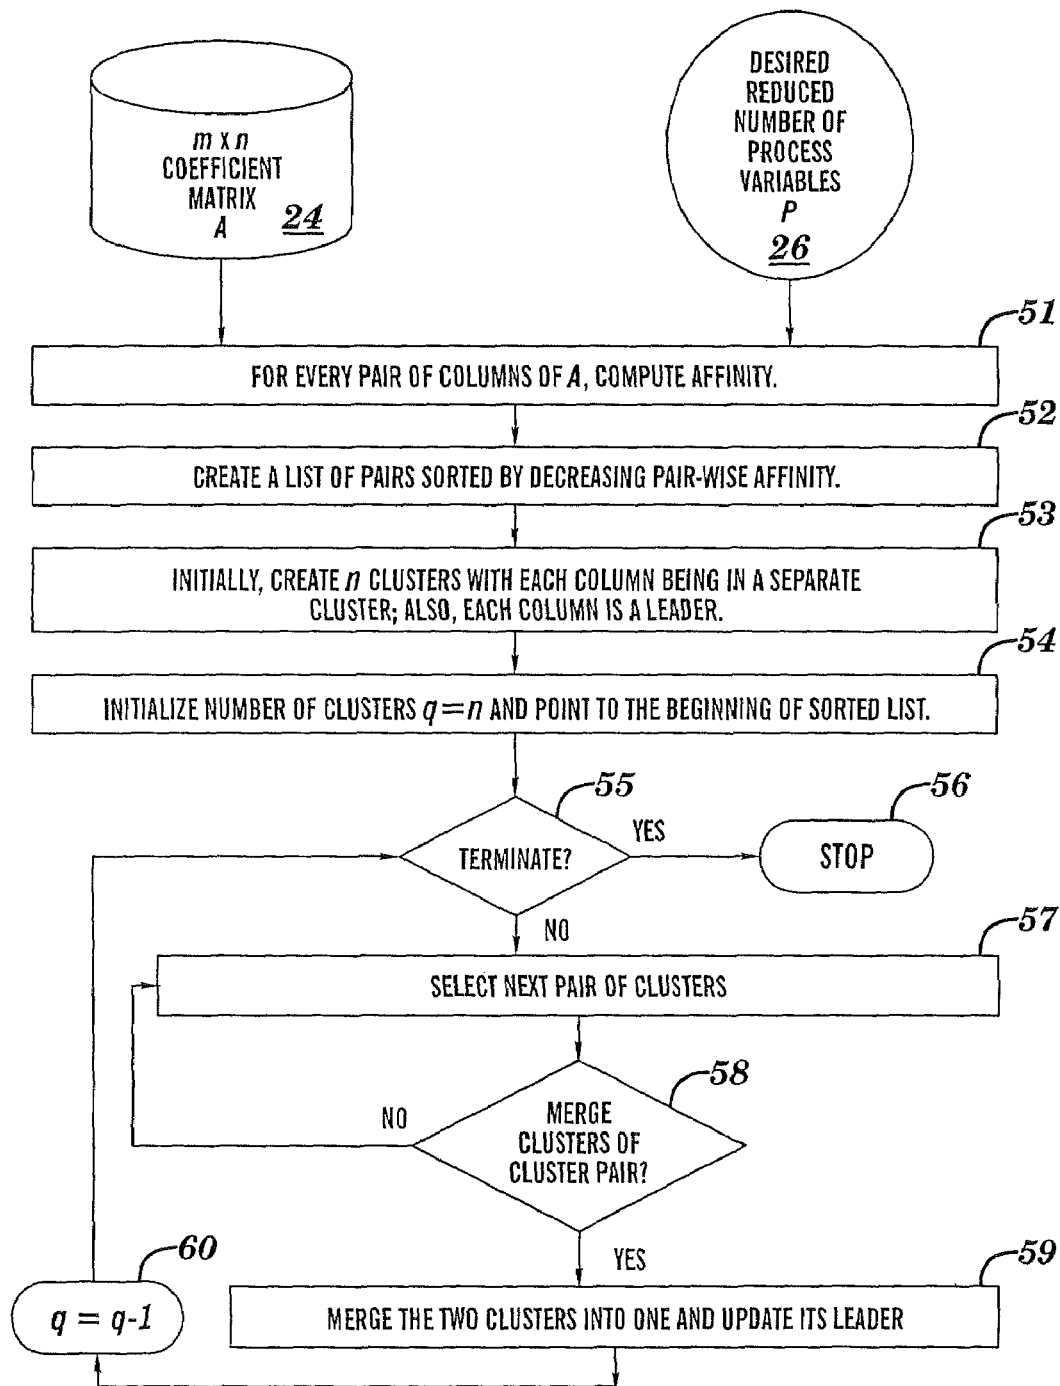 m x n
COEFFICIENT
MATRIX
A
24
DESIRED
REDUCED
NUMBER OF
PROCESS
VARIABLES
P
26
51
FOR EVERY PAIR OF COLUMNS OF A, COMPUTE AFFINITY.
52
CREATE A LIST OF PAIRS SORTED BY DECREASING PAIR-WISE AFFINITY.
53
INITIALLY, CREATE n CLUSTERS WITH EACH COLUMN BEING IN A SEPARATE
CLUSTER; ALSO, EACH COLUMN IS A LEADER.
54
INITIALIZE NUMBER OF CLUSTERS q=n AND POINT TO THE BEGINNING OF SORTED LIST.
55
TERMINATE?
YES
56
STOP
NO
57
SELECT NEXT PAIR OF CLUSTERS
58
MERGE
CLUSTERS OF
CLUSTER PAIR?
NO
YES
59
MERGE THE TWO CLUSTERS INTO ONE AND UPDATE ITS LEADER
60
q = q-1